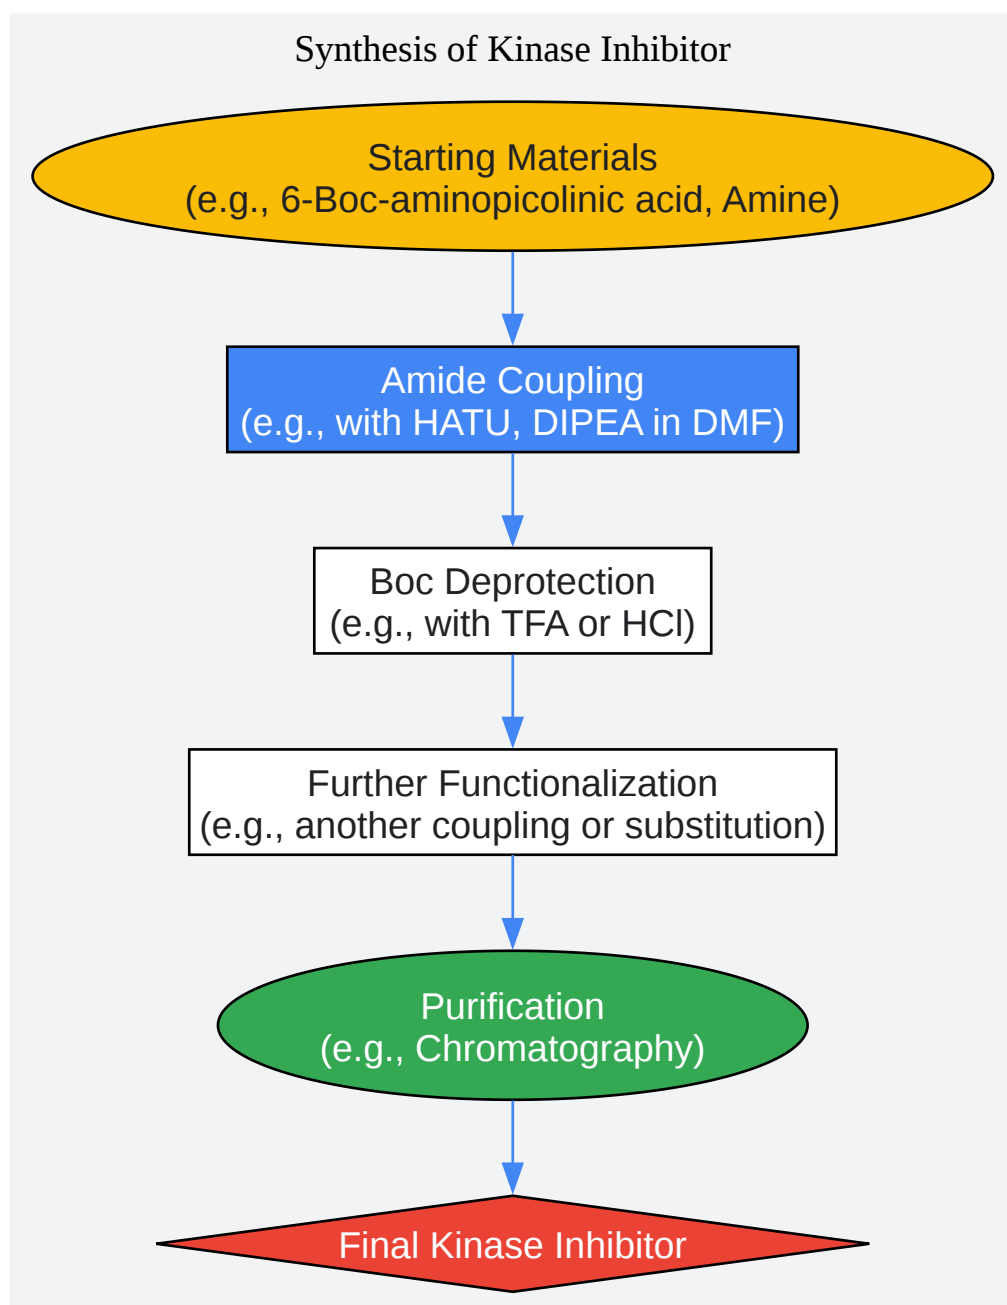 Synthesis of Kinase Inhibitor
Starting Materials
(e.g., 6-Boc-aminopicolinic acid, Amine)
Amide Coupling
(e.g., with HATU, DIPEA in DMF)
Boc Deprotection
(e.g., with TFA or HCl)
Further Functionalization
(e.g., another coupling or substitution)
Purification
(e.g., Chromatography)
Final Kinase Inhibitor